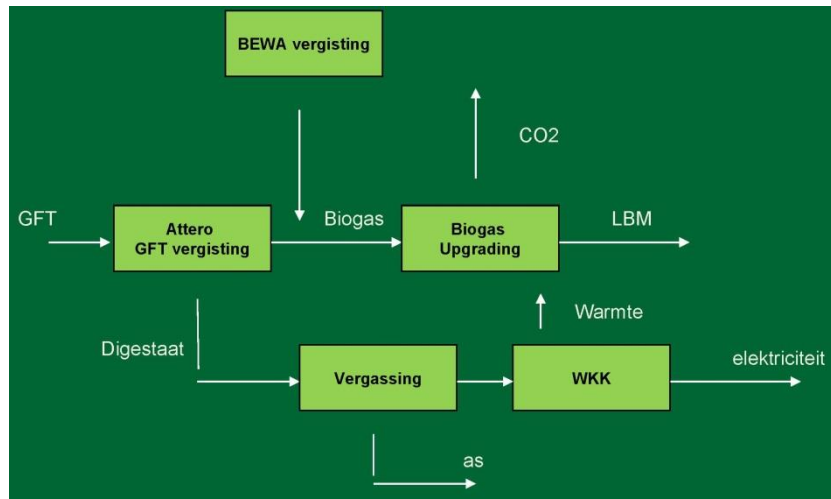 BEWA vergisting
CO2
GFT
Attero
GFT vergisting
Biogas
Biogas
Upgrading
LBM
Warmte
Digestaat
Vergassing
WKK
elektriciteit
as